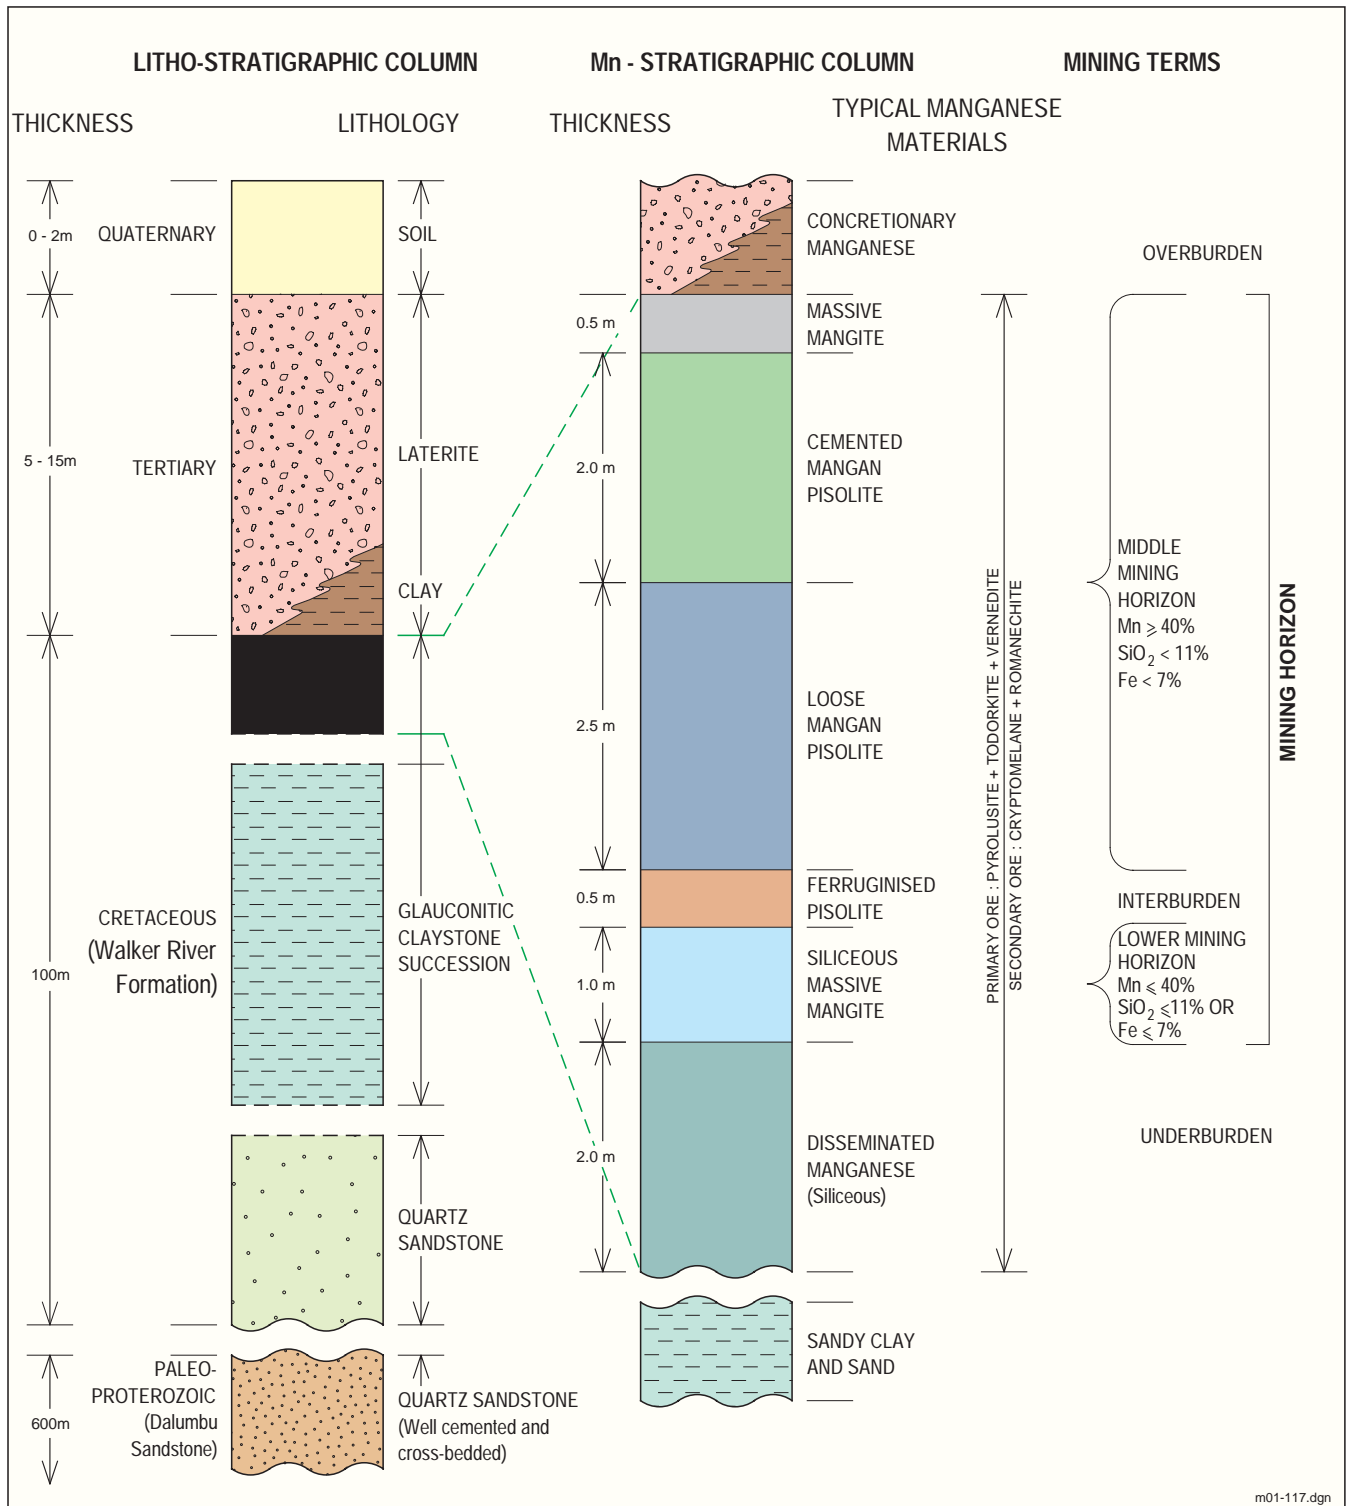 LITHO-STRATIGRAPHIC COLUMN
Mn - STRATIGRAPHIC COLUMN
MINING TERMS
THICKNESS
LITHOLOGY
THICKNESS
TYPICAL MANGANESE
MATERIALS
0 - 2m
QUATERNARY
SOIL
5 - 15m
TERTIARY
LATERITE
CLAY
100m
CRETACEOUS
(Walker River
Formation)
GLAUCONITIC
CLAYSTONE
SUCCESSION
QUARTZ
SANDSTONE
600m
PALEO-
PROTEROZOIC
(Dalumbu
Sandstone)
QUARTZ SANDSTONE
(Well cemented and
cross-bedded)
CONCRETIONARY
MANGANESE
0.5 m
MASSIVE
MANGITE
2.0 m
CEMENTED
MANGAN
PISOLITE
2.5 m
LOOSE
MANGAN
PISOLITE
0.5 m
FERRUGINISED
PISOLITE
1.0 m
SILICEOUS
MASSIVE
MANGITE
2.0 m
DISSEMINATED
MANGANESE
(Siliceous)
SANDY CLAY
AND SAND
PRIMARY ORE : PYROLUSITE + TODORKITE + VERNEDITE
SECONDARY ORE : CRYPTOMELANE + ROMANECHITE
OVERBURDEN
MIDDLE
MINING
HORIZON
Mn ⩾ 40%
SiO₂ < 11%
Fe < 7%
INTERBURDEN
LOWER MINING
HORIZON
Mn ⩽ 40%
SiO₂ ⩽11% OR
Fe ⩽ 7%
MINING HORIZON
UNDERBURDEN
m01-117.dgn